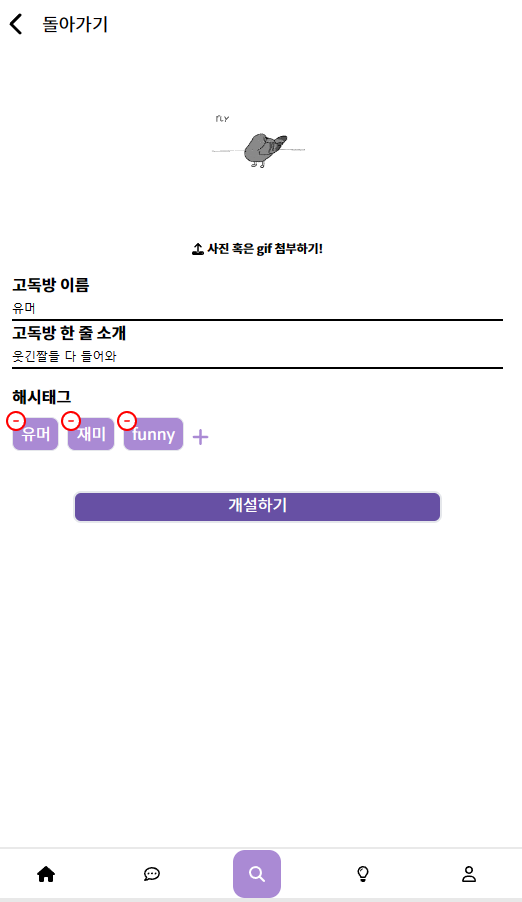 돌아가기
FLY
사진 혹은 gif 첨부하기!
고독방 이름
유머
고독방 한 줄 소개
웃긴짤들 다 들어와
해시태그
유머 재미 funny +
개설하기